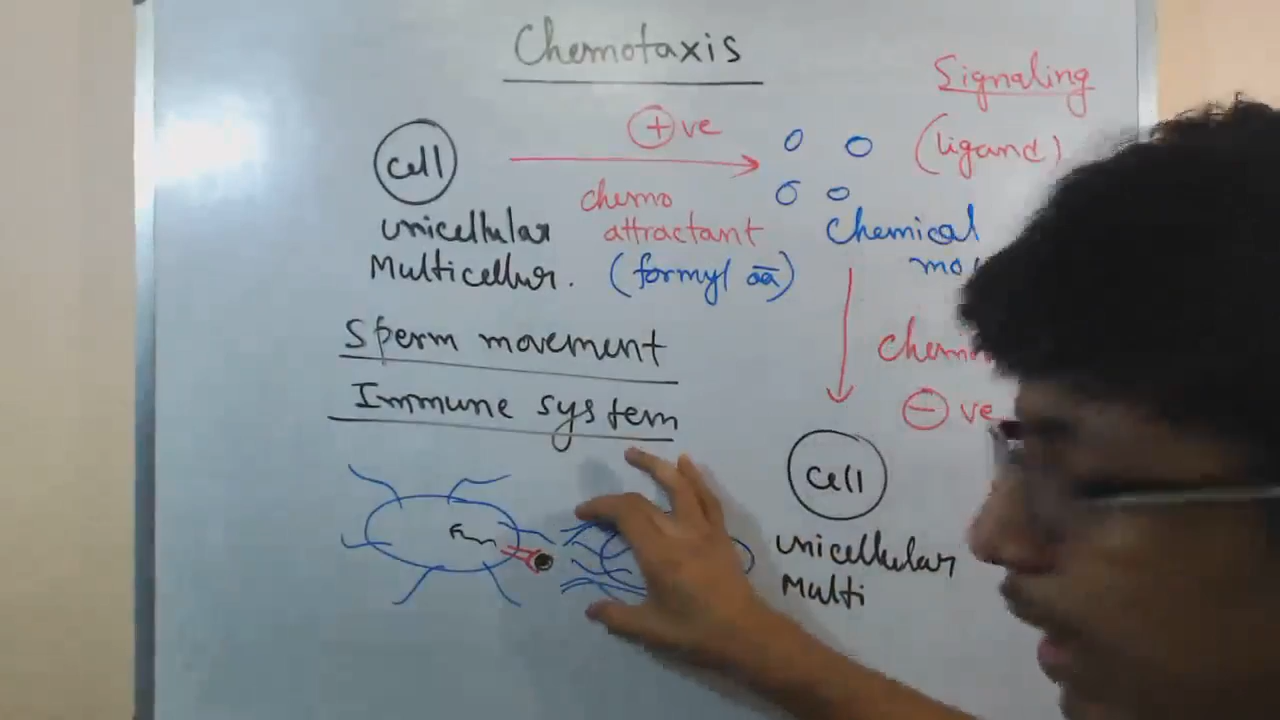 Chemotaxis
Signaling
(ligand)
+ ve
Cell
chemo
attractant
(formyl aa)
unicellular
Multicellur.
Chemical
Sperm movement
Immune system
- ve
Cell
unicellular
Multi